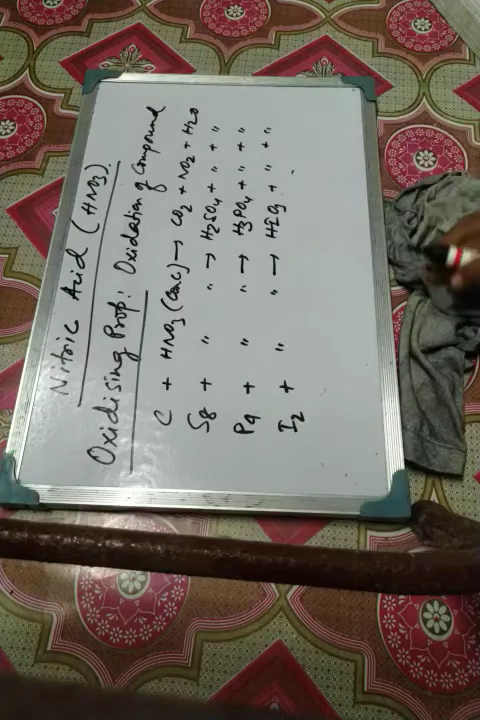 Nitric Acid (HNO3).
Oxidising Prop: Oxidation of Compound
C + HNO3 (Conc) → CO2 + NO2 + H2O
S8 + " " → H2SO4 + " + "
P4 + " " → H3PO4 + " + "
I2 + " " → HIO3 + " + "